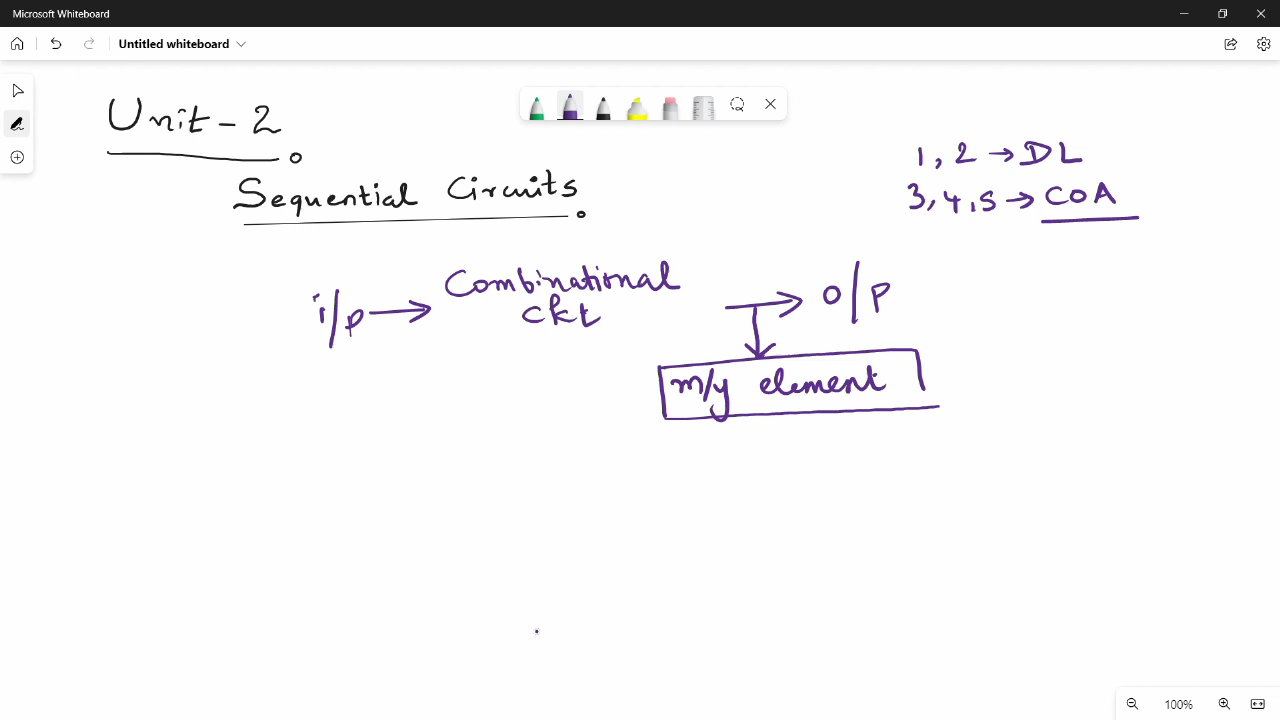 Microsoft Whiteboard
Untitled whiteboard
Unit-2
Sequential Circuits
1, 2 → DL
3, 4, 5 → COA
i/p → Combinational → o/p
ckt
m/y element
100%